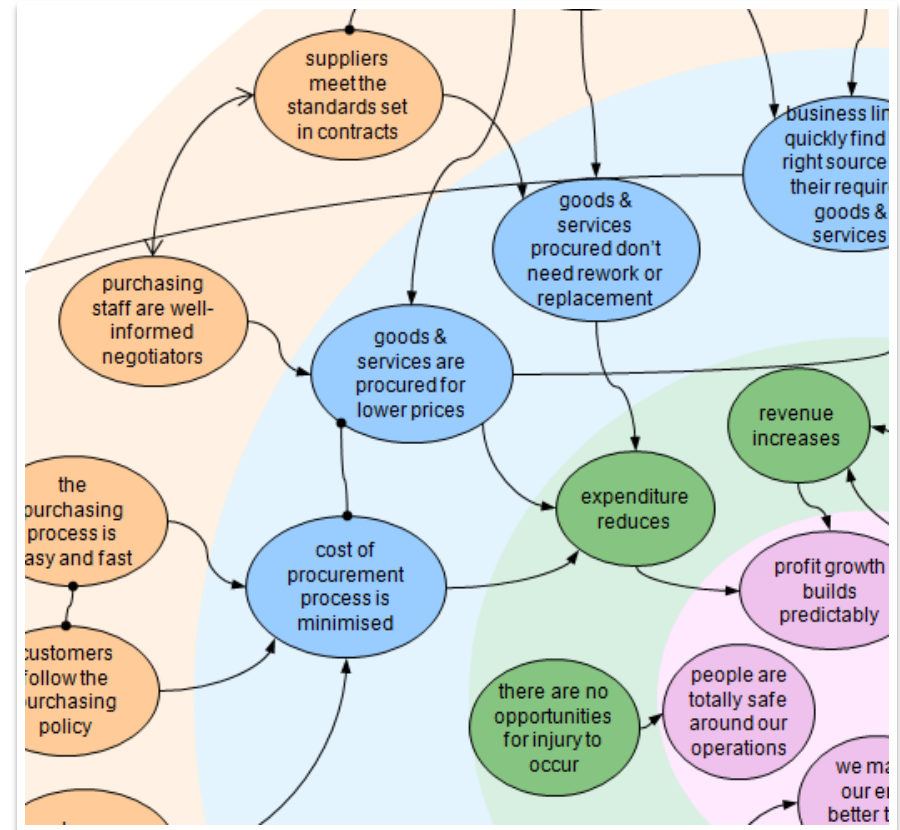 suppliers
meet the
standards set
in contracts
business lin
quickly find
right source
their requir
goods &
services
goods &
services
procured don't
need rework or
replacement
purchasing
staff are well-
informed
negotiators
goods &
services are
procured for
lower prices
revenue
increases
the
purchasing
process is
asy and fast
expenditure
reduces
cost of
procurement
process is
minimised
profit growth
builds
predictably
customers
follow the
purchasing
policy
there are no
opportunities
for injury to
occur
people are
totally safe
around our
operations
we ma
our e
better t